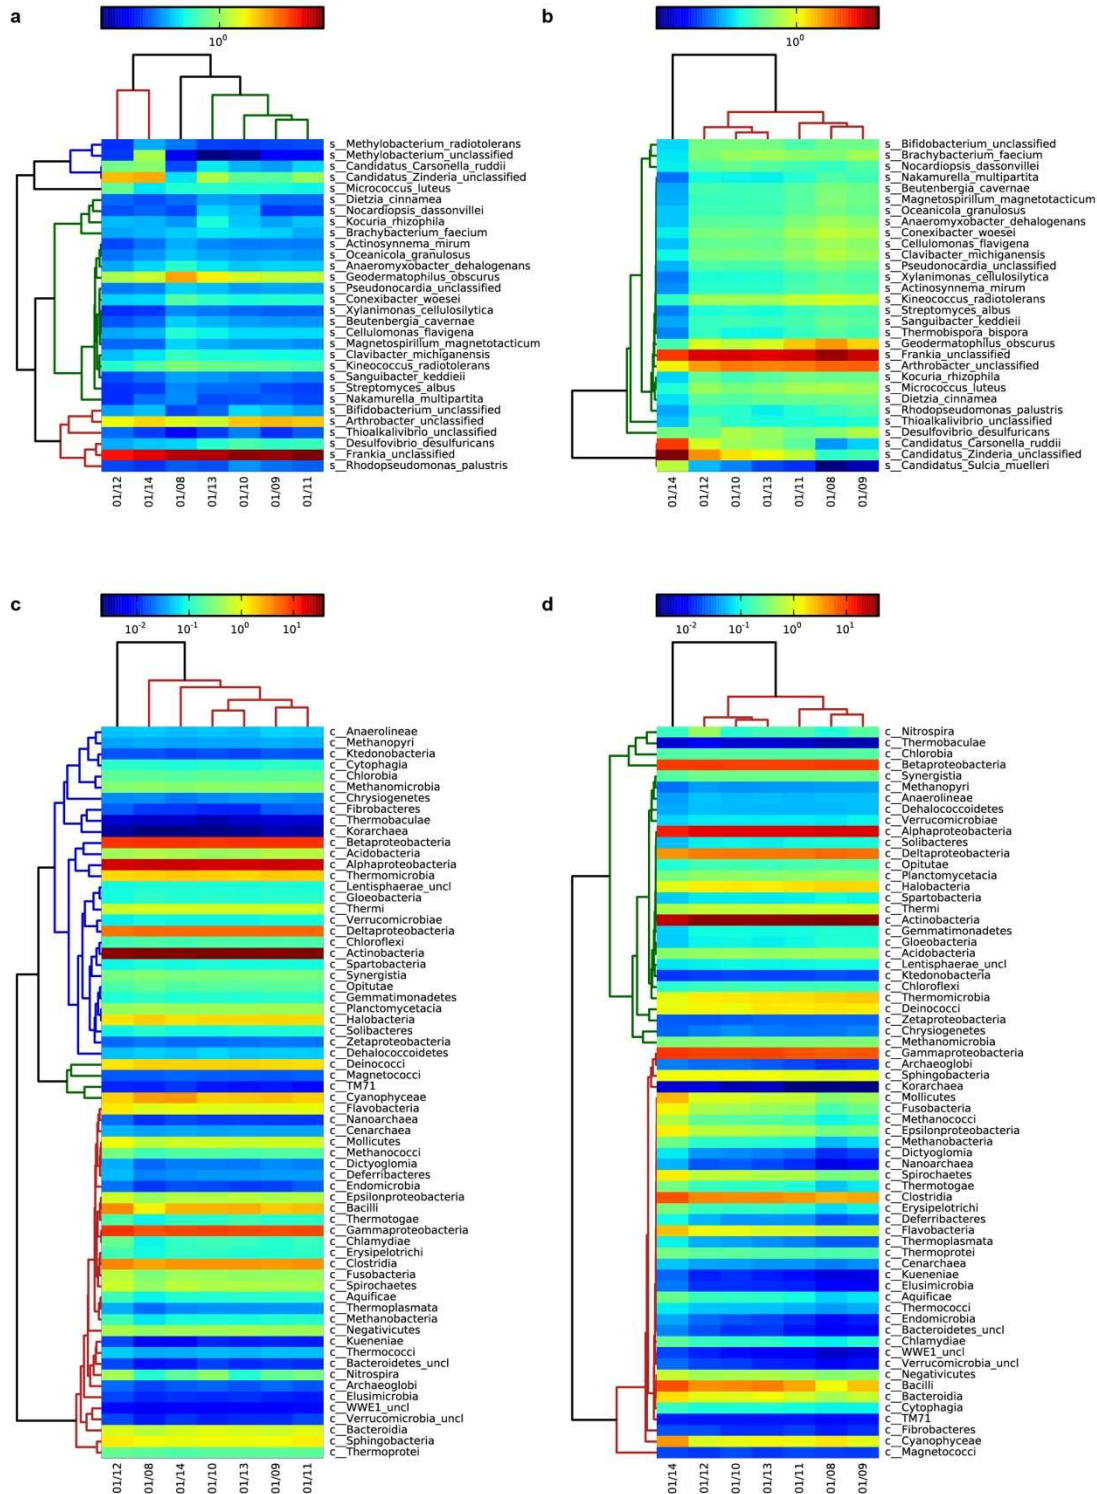 a
10⁰
s__Methylobacterium_radiotolerans
s__Methylobacterium_unclassified
s__Candidatus_Carsonella_ruddii
s__Candidatus_Zinderia_unclassified
s__Micrococcus_luteus
s__Dietzia_cinnamea
s__Nocardiopsis_dassonvillei
s__Kocuria_rhizophila
s__Brachybacterium_faecium
s__Actinosynnema_mirum
s__Oceanicola_granulosus
s__Anaeromyxobacter_dehalogenans
s__Geodermatophilus_obscurus
s__Pseudonocardia_unclassified
s__Conexibacter_woesei
s__Xylanimonas_cellulosilytica
s__Beutenbergia_cavernae
s__Cellulomonas_flavigena
s__Magnetospirillum_magnetotacticum
s__Clavibacter_michiganensis
s__Kineococcus_radiotolerans
s__Sanguibacter_keddieii
s__Streptomyces_albus
s__Nakamurella_multipartita
s__Bifidobacterium_unclassified
s__Arthrobacter_unclassified
s__Thioalkalivibrio_unclassified
s__Desulfovibrio_desulfuricans
s__Frankia_unclassified
s__Rhodopseudomonas_palustris
01/12 01/14 01/08 01/13 01/10 01/09 01/11
b
10⁰
s__Bifidobacterium_unclassified
s__Brachybacterium_faecium
s__Nocardiopsis_dassonvillei
s__Nakamurella_multipartita
s__Beutenbergia_cavernae
s__Magnetospirillum_magnetotacticum
s__Oceanicola_granulosus
s__Anaeromyxobacter_dehalogenans
s__Conexibacter_woesei
s__Cellulomonas_flavigena
s__Clavibacter_michiganensis
s__Pseudonocardia_unclassified
s__Xylanimonas_cellulosilytica
s__Actinosynnema_mirum
s__Kineococcus_radiotolerans
s__Streptomyces_albus
s__Sanguibacter_keddieii
s__Thermobispora_bispora
s__Geodermatophilus_obscurus
s__Frankia_unclassified
s__Arthrobacter_unclassified
s__Kocuria_rhizophila
s__Micrococcus_luteus
s__Dietzia_cinnamea
s__Rhodopseudomonas_palustris
s__Thioalkalivibrio_unclassified
s__Desulfovibrio_desulfuricans
s__Candidatus_Carsonella_ruddii
s__Candidatus_Zinderia_unclassified
s__Candidatus_Sulcia_muelleri
01/14 01/12 01/10 01/13 01/11 01/08 01/09
c
10⁻² 10⁻¹ 10⁰ 10¹
c__Anaerolineae
c__Methanopyri
c__Ktedonobacteria
c__Cytophagia
c__Chlorobia
c__Methanomicrobia
c__Chrysiogenetes
c__Fibrobacteres
c__Thermobaculae
c__Korarchaea
c__Betaproteobacteria
c__Acidobacteria
c__Alphaproteobacteria
c__Thermomicrobia
c__Lentisphaerae_uncl
c__Gloeobacteria
c__Thermi
c__Verrucomicrobiae
c__Deltaproteobacteria
c__Chloroflexi
c__Actinobacteria
c__Spartobacteria
c__Synergistia
c__Opitutae
c__Gemmatimonadetes
c__Planctomycetacia
c__Halobacteria
c__Solibacteres
c__Zetaproteobacteria
c__Dehalococcoidetes
c__Deinococci
c__Magnetococci
c__TM71
c__Cyanophyceae
c__Flavobacteria
c__Nanoarchaea
c__Cenarchaea
c__Mollicutes
c__Methanococci
c__Dictyoglomia
c__Deferribacteres
c__Endomicrobia
c__Epsilonproteobacteria
c__Bacilli
c__Thermotogae
c__Gammaproteobacteria
c__Chlamydiae
c__Erysipelotrichi
c__Clostridia
c__Fusobacteria
c__Spirochaetes
c__Aquificae
c__Thermoplasmata
c__Methanobacteria
c__Negativicutes
c__Kueneniae
c__Thermococci
c__Bacteroidetes_uncl
c__Nitrospira
c__Archaeoglobi
c__Elusimicrobia
c__WWE1_uncl
c__Verrucomicrobia_uncl
c__Bacteroidia
c__Sphingobacteria
c__Thermoprotei
01/12 01/08 01/14 01/10 01/13 01/09 01/11
d
10⁻² 10⁻¹ 10⁰ 10¹
c__Nitrospira
c__Thermobaculae
c__Chlorobia
c__Betaproteobacteria
c__Synergistia
c__Methanopyri
c__Anaerolineae
c__Dehalococcoidetes
c__Verrucomicrobiae
c__Alphaproteobacteria
c__Solibacteres
c__Deltaproteobacteria
c__Opitutae
c__Planctomycetacia
c__Halobacteria
c__Spartobacteria
c__Thermi
c__Actinobacteria
c__Gemmatimonadetes
c__Gloeobacteria
c__Acidobacteria
c__Lentisphaerae_uncl
c__Ktedonobacteria
c__Chloroflexi
c__Thermomicrobia
c__Deinococci
c__Zetaproteobacteria
c__Chrysiogenetes
c__Methanomicrobia
c__Gammaproteobacteria
c__Archaeoglobi
c__Sphingobacteria
c__Korarchaea
c__Mollicutes
c__Fusobacteria
c__Methanococci
c__Epsilonproteobacteria
c__Methanobacteria
c__Dictyoglomia
c__Nanoarchaea
c__Spirochaetes
c__Thermotogae
c__Clostridia
c__Erysipelotrichi
c__Deferribacteres
c__Flavobacteria
c__Thermoplasmata
c__Thermoprotei
c__Cenarchaea
c__Kueneniae
c__Elusimicrobia
c__Aquificae
c__Thermococci
c__Endomicrobia
c__Bacteroidetes_uncl
c__Chlamydiae
c__WWE1_uncl
c__Verrucomicrobia_uncl
c__Negativicutes
c__Bacilli
c__Bacteroidia
c__Cytophagia
c__TM71
c__Fibrobacteres
c__Cyanophyceae
c__Magnetococci
01/14 01/12 01/10 01/13 01/11 01/08 01/09